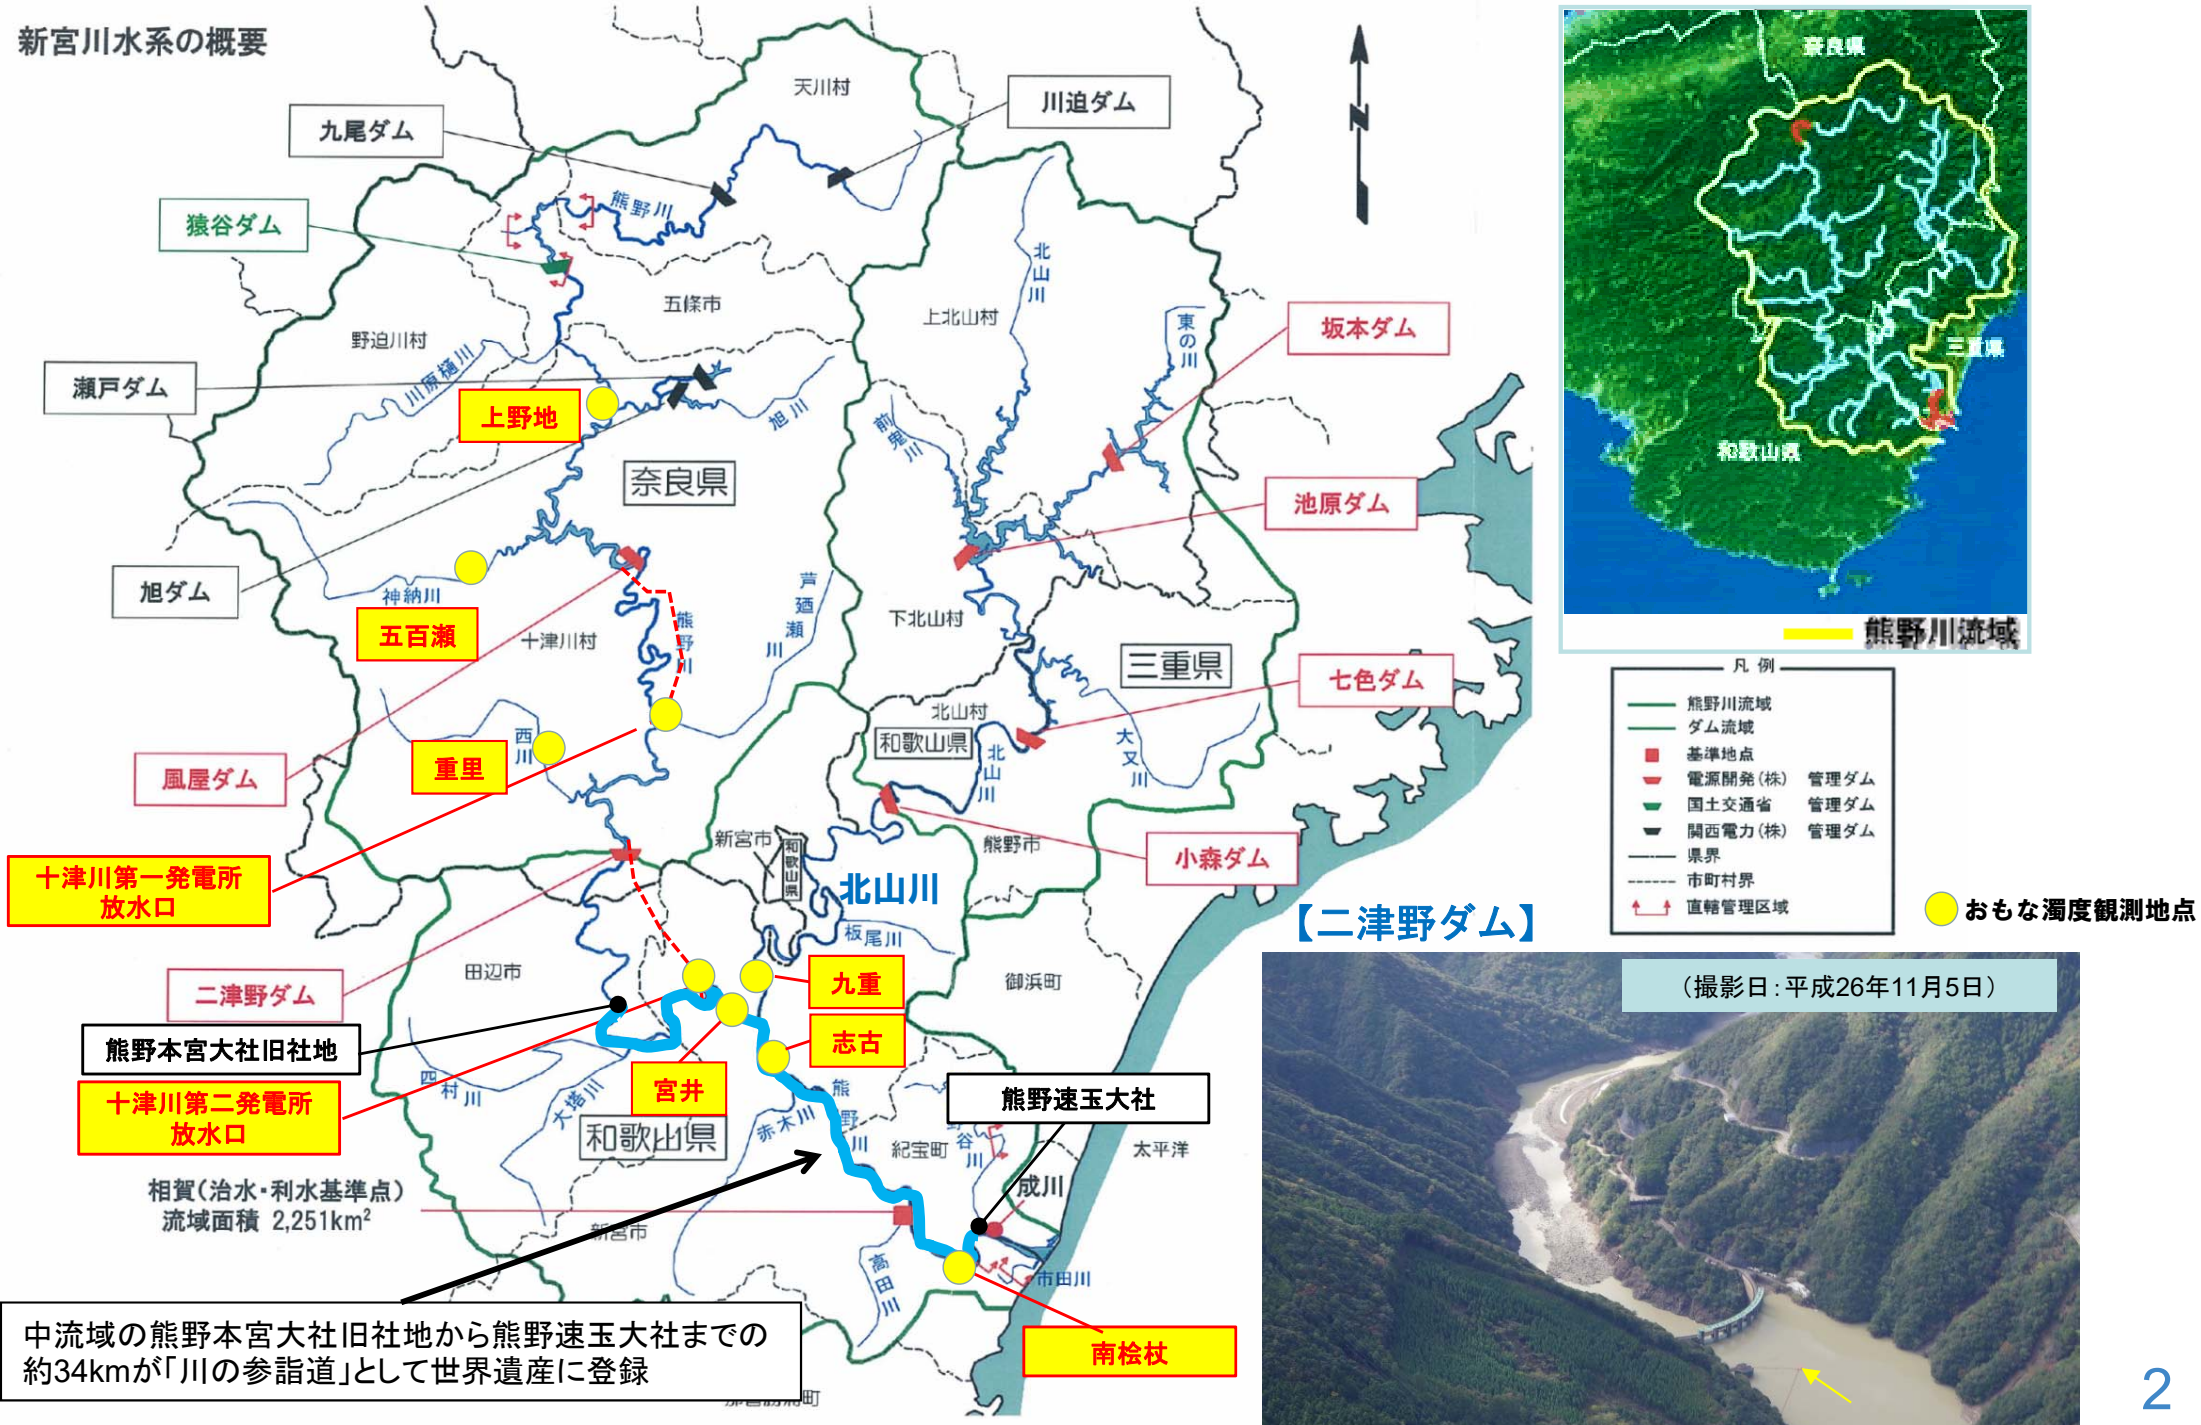 新宮川水系の概要
天川村
川迫ダム
九尾ダム
猿谷ダム
熊野川
北山川
五條市
上北山村
東の川
坂本ダム
野迫川村
川原樋川
瀬戸ダム
上野地
旭川
前鬼川
奈良県
池原ダム
旭ダム
神納川
五百瀬
十津川村
熊野川
芦廼瀬川
下北山村
三重県
七色ダム
北山村
和歌山県
北山川
大又川
西川
重里
風屋ダム
新宮市
和歌山県
熊野市
小森ダム
十津川第一発電所
放水口
北山川
板尾川
田辺市
二津野ダム
九重
御浜町
熊野本宮大社旧社地
志古
四村川
大塔川
宮井
熊野川
熊野速玉大社
十津川第二発電所
放水口
和歌山県
赤木川
紀宝町
谷川
太平洋
成川
相賀(治水・利水基準点)
流域面積 2,251km²
新宮市
高田川
市田川
南桧杖
中流域の熊野本宮大社旧社地から熊野速玉大社までの
約34kmが「川の参詣道」として世界遺産に登録
奈良県
三重県
和歌山県
熊野川流域
凡例
熊野川流域
ダム流域
基準地点
電源開発(株) 管理ダム
国土交通省 管理ダム
関西電力(株) 管理ダム
県界
市町村界
直轄管理区域
おもな濁度観測地点
【二津野ダム】
(撮影日:平成26年11月5日)
2